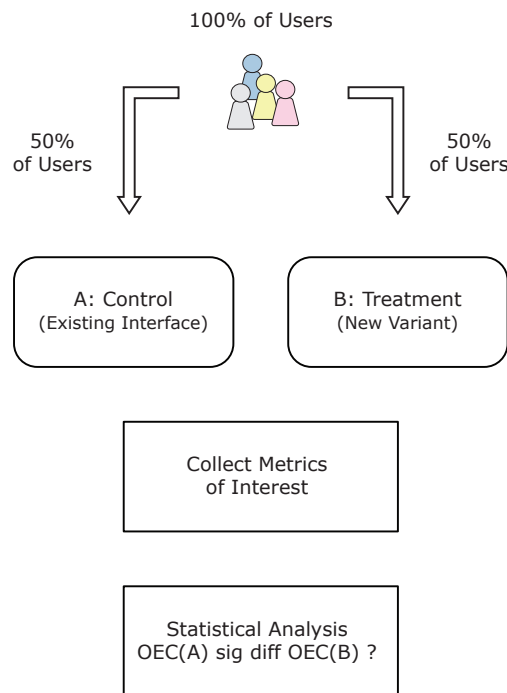 100% of Users
50%
of Users
50%
of Users
A: Control
(Existing Interface)
B: Treatment
(New Variant)
Collect Metrics
of Interest
Statistical Analysis
OEC(A) sig diff OEC(B) ?